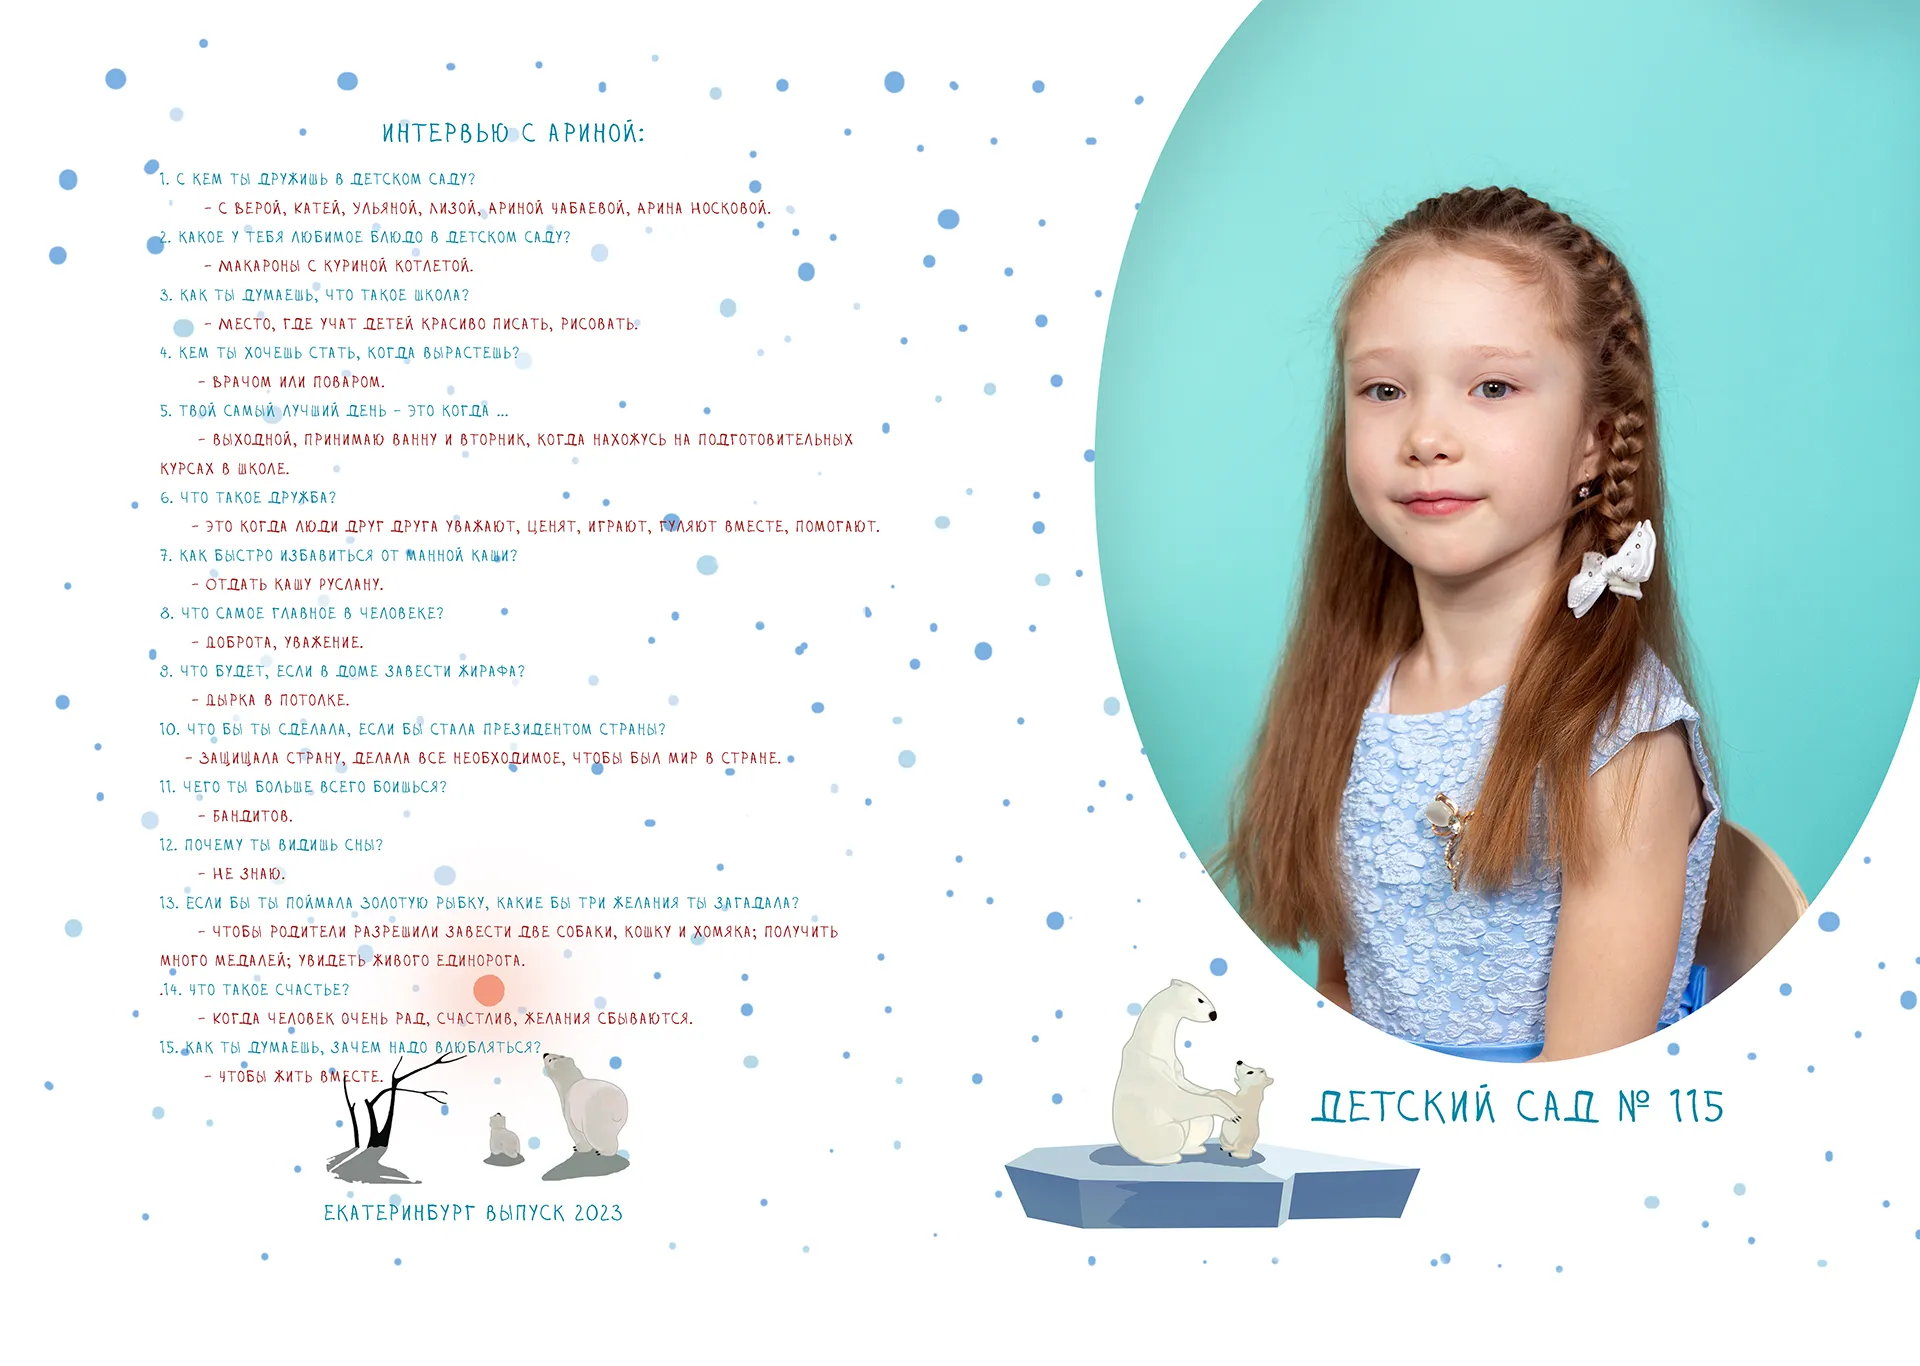 ИНТЕРВЬЮ С АРИНОЙ:
1. С КЕМ ТЫ ДРУЖИШЬ В ДЕТСКОМ САДУ?
- С ВЕРОЙ, КАТЕЙ, УЛЬЯНОЙ, ЛИЗОЙ, АРИНОЙ ЧАБАЕВОЙ, АРИНА НОСКОВОЙ.
2. КАКОЕ У ТЕБЯ ЛЮБИМОЕ БЛЮДО В ДЕТСКОМ САДУ?
- МАКАРОНЫ С КУРИНОЙ КОТЛЕТОЙ.
3. КАК ТЫ ДУМАЕШЬ, ЧТО ТАКОЕ ШКОЛА?
- МЕСТО, ГДЕ УЧАТ ДЕТЕЙ КРАСИВО ПИСАТЬ, РИСОВАТЬ.
4. КЕМ ТЫ ХОЧЕШЬ СТАТЬ, КОГДА ВЫРАСТЕШЬ?
- ВРАЧОМ ИЛИ ПОВАРОМ.
5. ТВОЙ САМЫЙ ЛУЧШИЙ ДЕНЬ - ЭТО КОГДА ...
- ВЫХОДНОЙ, ПРИНИМАЮ ВАННУ И ВТОРНИК, КОГДА НАХОЖУСЬ НА ПОДГОТОВИТЕЛЬНЫХ
КУРСАХ В ШКОЛЕ.
6. ЧТО ТАКОЕ ДРУЖБА?
- ЭТО КОГДА ЛЮДИ ДРУГ ДРУГА УВАЖАЮТ, ЦЕНЯТ, ИГРАЮТ, ГУЛЯЮТ ВМЕСТЕ, ПОМОГАЮТ.
7. КАК БЫСТРО ИЗБАВИТЬСЯ ОТ МАННОЙ КАШИ?
- ОТДАТЬ КАШУ РУСЛАНУ.
8. ЧТО САМОЕ ГЛАВНОЕ В ЧЕЛОВЕКЕ?
- ДОБРОТА, УВАЖЕНИЕ.
9. ЧТО БУДЕТ, ЕСЛИ В ДОМЕ ЗАВЕСТИ ЖИРАФА?
- ДЫРКА В ПОТОЛКЕ.
10. ЧТО БЫ ТЫ СДЕЛАЛА, ЕСЛИ БЫ СТАЛА ПРЕЗИДЕНТОМ СТРАНЫ?
- ЗАЩИЩАЛА СТРАНУ, ДЕЛАЛА ВСЕ НЕОБХОДИМОЕ, ЧТОБЫ БЫЛ МИР В СТРАНЕ.
11. ЧЕГО ТЫ БОЛЬШЕ ВСЕГО БОИШЬСЯ?
- БАНДИТОВ.
12. ПОЧЕМУ ТЫ ВИДИШЬ СНЫ?
- НЕ ЗНАЮ.
13. ЕСЛИ БЫ ТЫ ПОЙМАЛА ЗОЛОТУЮ РЫБКУ, КАКИЕ БЫ ТРИ ЖЕЛАНИЯ ТЫ ЗАГАДАЛА?
- ЧТОБЫ РОДИТЕЛИ РАЗРЕШИЛИ ЗАВЕСТИ ДВЕ СОБАКИ, КОШКУ И ХОМЯКА; ПОЛУЧИТЬ
МНОГО МЕДАЛЕЙ; УВИДЕТЬ ЖИВОГО ЕДИНОРОГА.
.14. ЧТО ТАКОЕ СЧАСТЬЕ?
- КОГДА ЧЕЛОВЕК ОЧЕНЬ РАД, СЧАСТЛИВ, ЖЕЛАНИЯ СБЫВАЮТСЯ.
15. КАК ТЫ ДУМАЕШЬ, ЗАЧЕМ НАДО ВЛЮБЛЯТЬСЯ?
- ЧТОБЫ ЖИТЬ ВМЕСТЕ.
ЕКАТЕРИНБУРГ ВЫПУСК 2023
ДЕТСКИЙ САД № 115